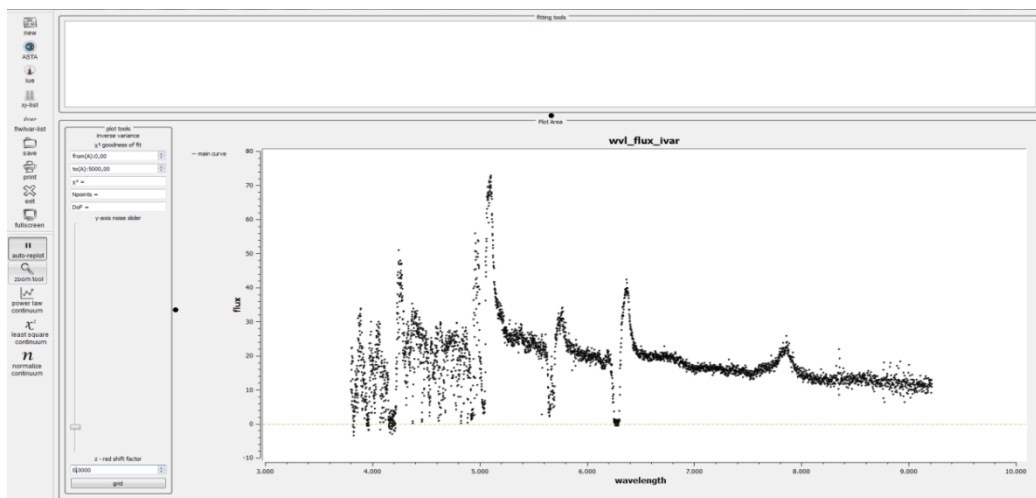 new
ASTA
iue
xy-list
ivar
flwlvar-list
save
print
exit
fullscreen
auto-replot
zoom tool
power law
continuum
χ²
least square
continuum
n
normalize
continuum
fitting tools
plot tools
inverse variance
χ² goodness of fit
from(A):0,00
to(A):5000,00
χ² =
Npoints =
DoF =
y-axis noise slider
z - red shift factor
0,0000
grid
Plot Area
wvl_flux_ivar
main curve
80
70
60
50
40
30
20
10
0
-10
flux
3.000
4.000
5.000
6.000
7.000
8.000
9.000
10.000
wavelength